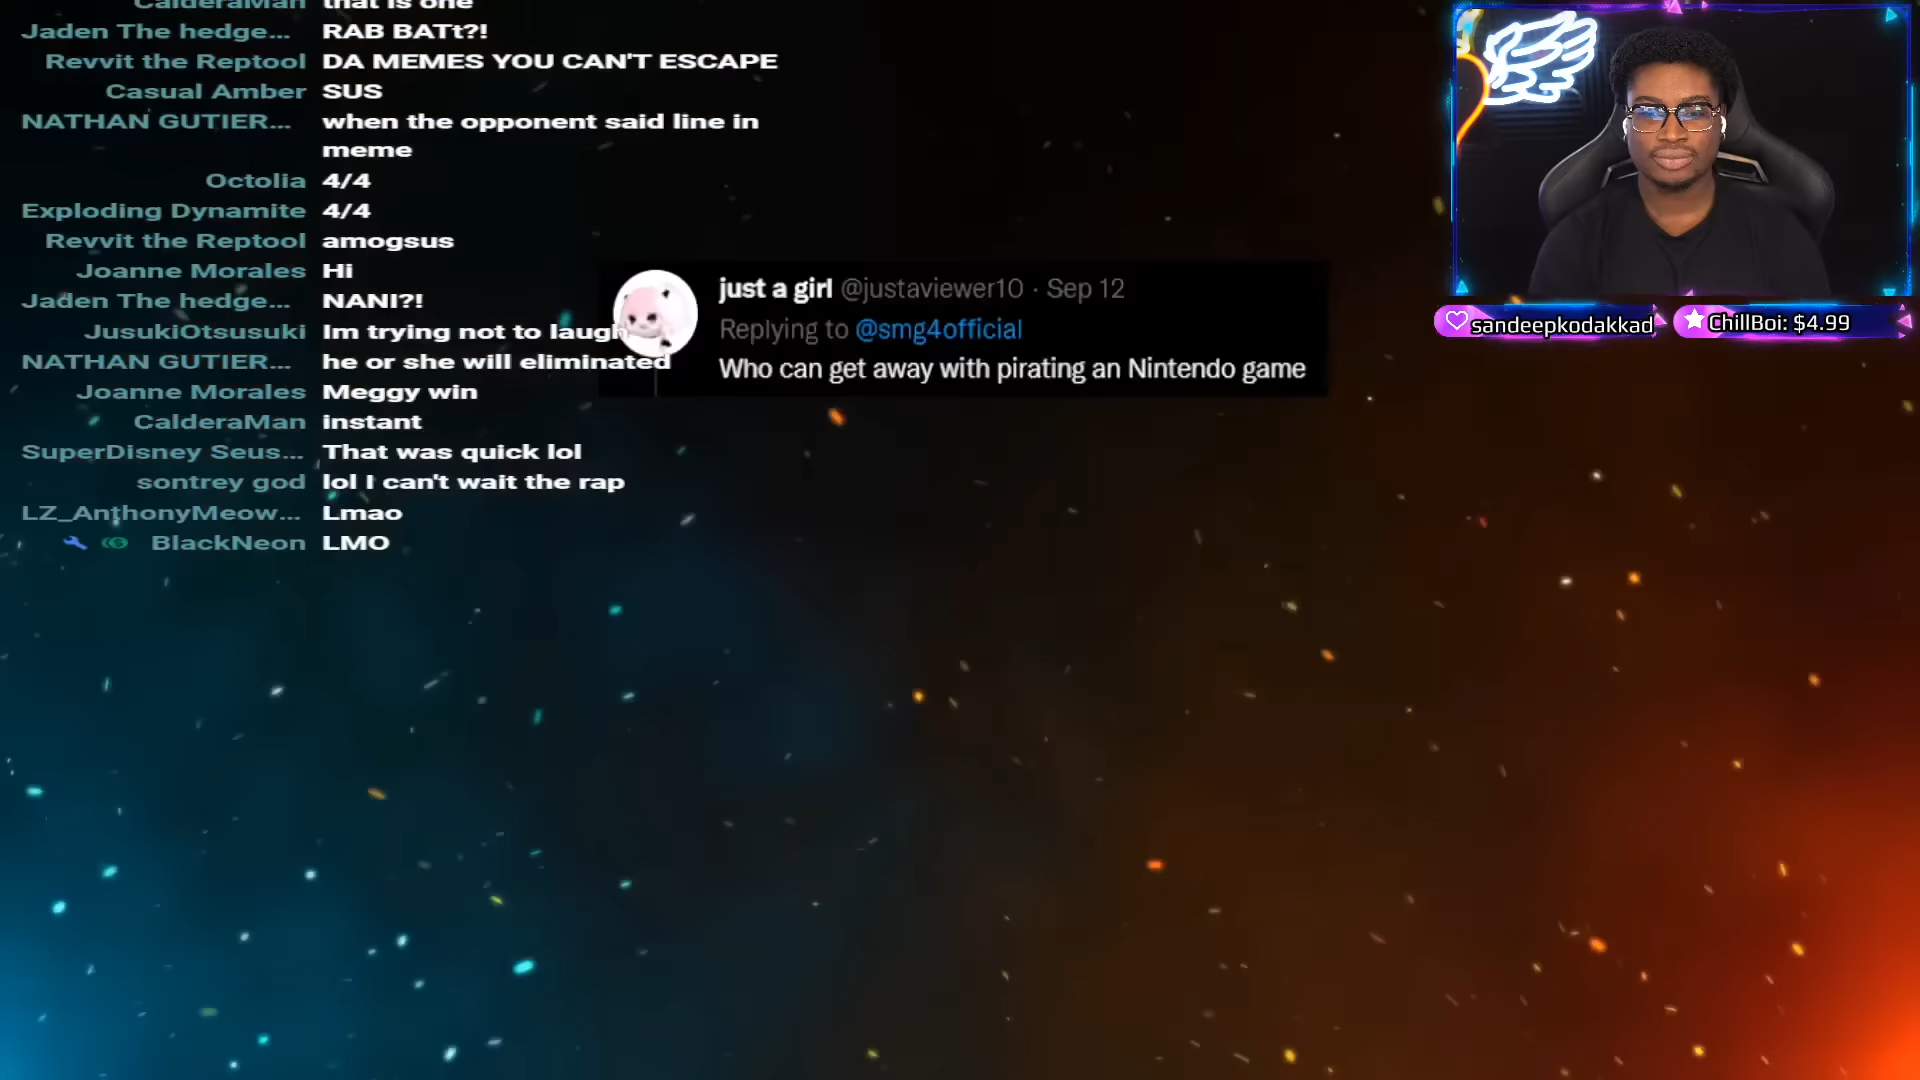 CalderaMan that is one
Jaden The hedge... RAB BATt?!
Revvit the Reptool DA MEMES YOU CAN'T ESCAPE
Casual Amber SUS
NATHAN GUTIER... when the opponent said line in
meme
Octolia 4/4
Exploding Dynamite 4/4
Revvit the Reptool amogsus
Joanne Morales Hi
Jaden The hedge... NANI?!
JusukiOtsusuki Im trying not to laugh
NATHAN GUTIER... he or she will eliminated
Joanne Morales Meggy win
CalderaMan instant
SuperDisney Seus... That was quick lol
sontrey god lol I can't wait the rap
LZ_AnthonyMeow... Lmao
BlackNeon LMO
just a girl @justaviewer10 · Sep 12
Replying to @smg4official
Who can get away with pirating an Nintendo game
sandeepkodakkad
ChillBoi: $4.99